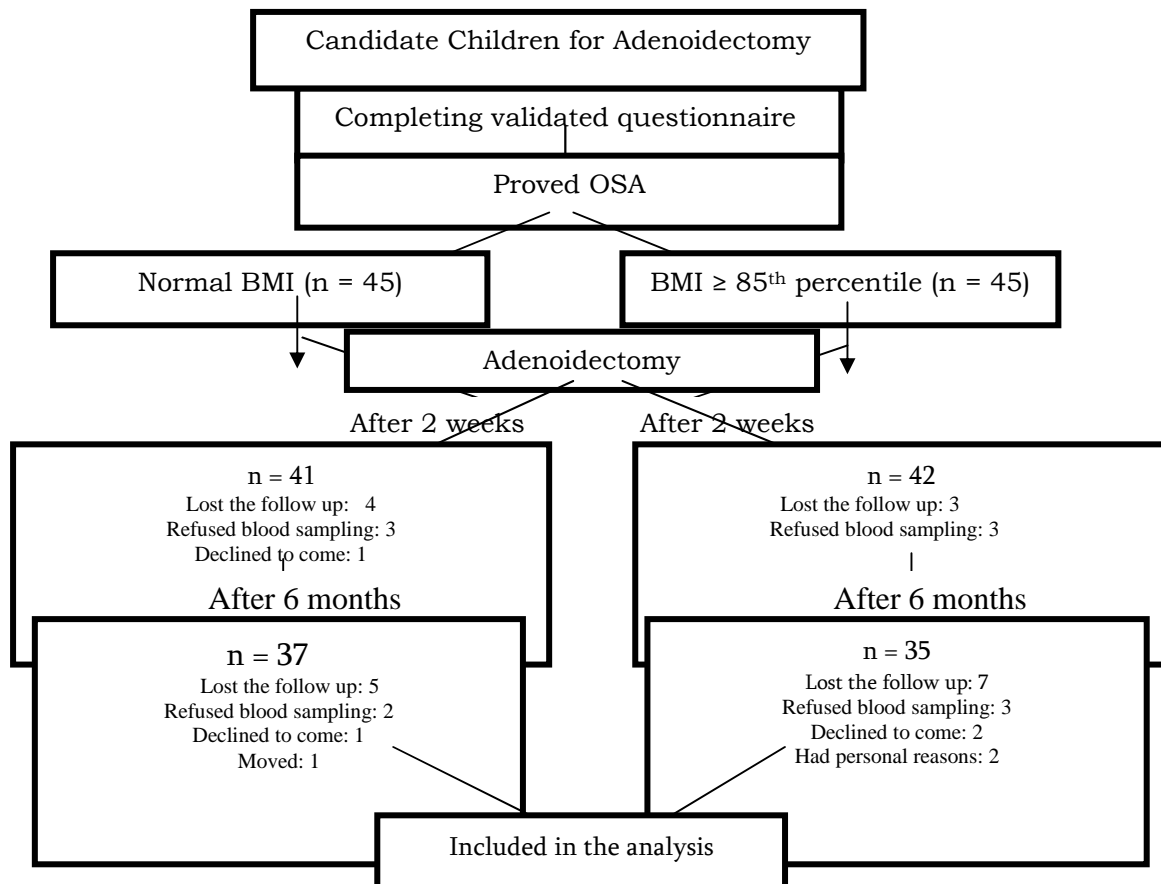 Candidate Children for Adenoidectomy
Completing validated questionnaire
Proved OSA
Normal BMI (n = 45)
BMI ≥ 85th percentile (n = 45)
Adenoidectomy
After 2 weeks
After 2 weeks
n = 41
Lost the follow up: 4
Refused blood sampling: 3
Declined to come: 1
n = 42
Lost the follow up: 3
Refused blood sampling: 3
After 6 months
After 6 months
n = 37
Lost the follow up: 5
Refused blood sampling: 2
Declined to come: 1
Moved: 1
n = 35
Lost the follow up: 7
Refused blood sampling: 3
Declined to come: 2
Had personal reasons: 2
Included in the analysis